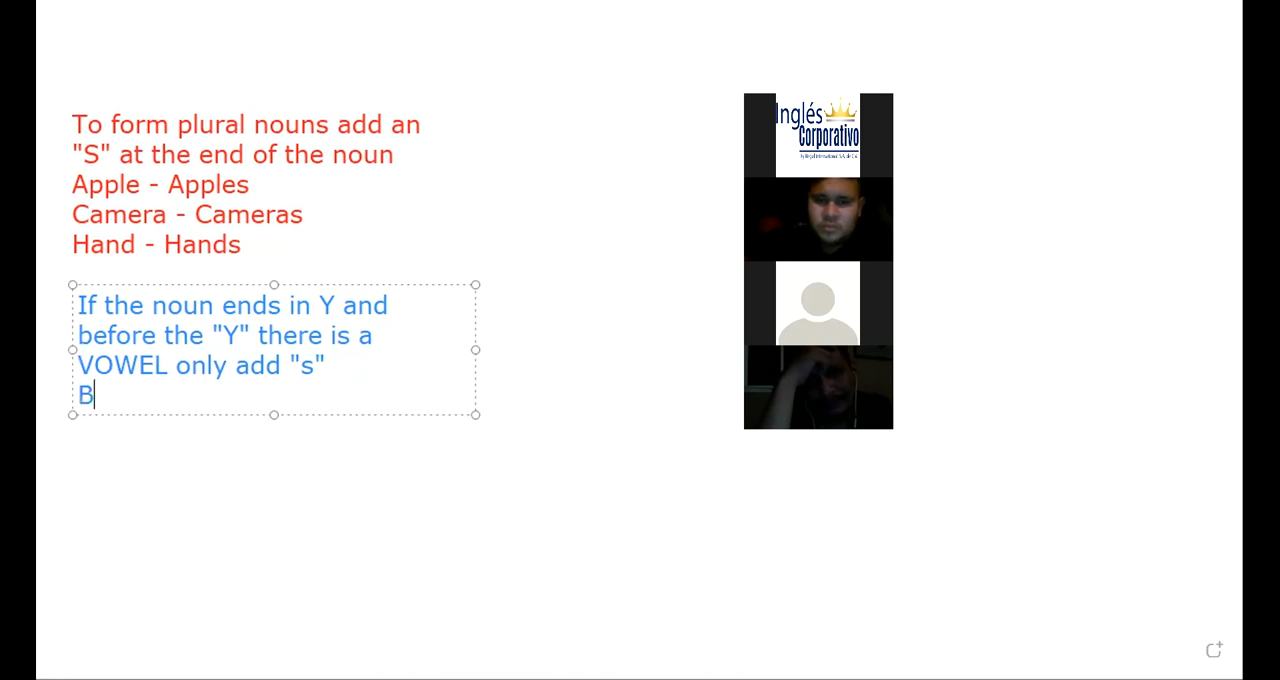 To form plural nouns add an
"S" at the end of the noun
Apple - Apples
Camera - Cameras
Hand - Hands
If the noun ends in Y and
before the "Y" there is a
VOWEL only add "s"
B
Inglés
Corporativo